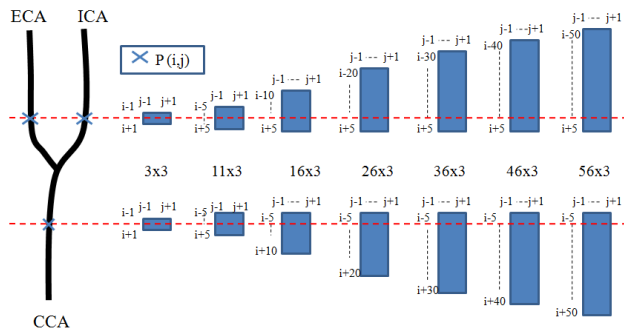 ECA ICA
P (i,j)
i-1 j-1 j+1
i+1
i-5 j-1 j+1
i+5
i-10 j-1 --- j+1
i+5
i-20 j-1 --- j+1
i+5
i-30 j-1 --- j+1
i+5
i-40 j-1 --- j+1
i+5
i-50 j-1 --- j+1
i+5
3x3 11x3 16x3 26x3 36x3 46x3 56x3
i-1 j-1 j+1
i+1
i-5 j-1 j+1
i+5
i-5 j-1 --- j+1
i+10
i-5 j-1 --- j+1
i+20
i-5 j-1 --- j+1
i+30
i-5 j-1 --- j+1
i+40
i-5 j-1 --- j+1
i+50
CCA